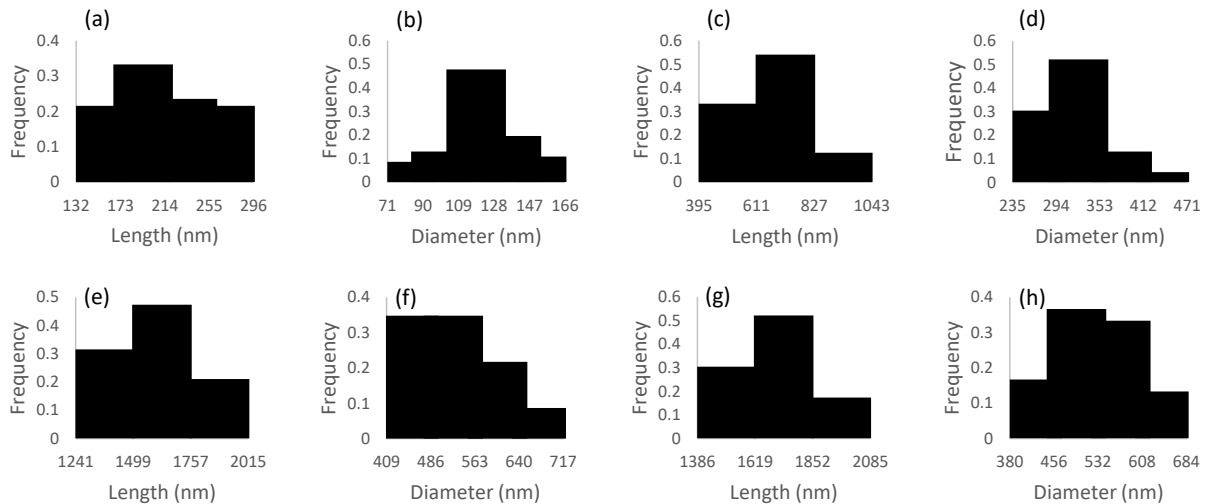 (a)
Frequency
0.4
0.3
0.2
0.1
0
132 173 214 255 296
Length (nm)
(b)
Frequency
0.6
0.5
0.4
0.3
0.2
0.1
0
71 90 109 128 147 166
Diameter (nm)
(c)
Frequency
0.6
0.5
0.4
0.3
0.2
0.1
0
395 611 827 1043
Length (nm)
(d)
Frequency
0.6
0.5
0.4
0.3
0.2
0.1
0
235 294 353 412 471
Diameter (nm)
(e)
Frequency
0.5
0.4
0.3
0.2
0.1
0
1241 1499 1757 2015
Length (nm)
(f)
Frequency
0.4
0.3
0.2
0.1
0
409 486 563 640 717
Diameter (nm)
(g)
Frequency
0.6
0.5
0.4
0.3
0.2
0.1
0
1386 1619 1852 2085
Length (nm)
(h)
Frequency
0.4
0.3
0.2
0.1
0
380 456 532 608 684
Diameter (nm)